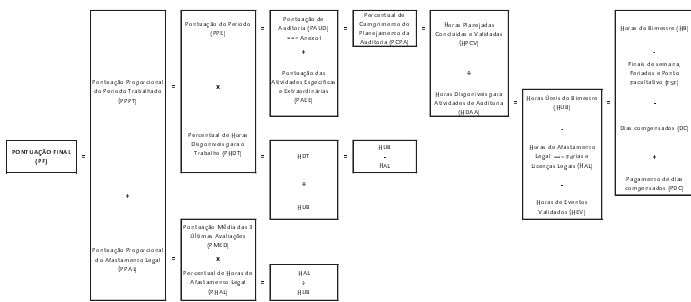 PONTUAÇÃO FINAL
(PF)
=
Pontuação Proporcional
do Período Trabalhado
(PPPT)
+
Pontuação Proporcional
do Afastamento Legal
(PPAL)
=
=
Pontuação do Período
(PPE)
x
Percentual de Horas
Disponíveis para o
Trabalho (PHDT)
Pontuação Média das 3
Últimas Avaliações
(PMED)
x
Percentual de Horas de
Afastamento Legal
(PHAL)
=
=
=
Pontuação de
Auditoria (PAUD)
==> Anexo I
+
Pontuação das
Atividades Específicas
e Extraordinárias
(PAEE)
HDT
÷
HUB
HAL
÷
HUB
=
=
Percentual de
Cumprimento do
Planejamento da
Auditoria (PCPA)
HUB
-
HAL
=
Horas Planejadas
Concluídas e Validadas
(HPCV)
÷
Horas Disponíveis para
Atividades de Auditoria
(HDAA)
=
Horas Úteis do Bimestre
(HUB)
-
Horas de Afastamento
Legal ==> Férias e
Licenças Legais (HAL)
-
Horas de Eventos
Validados (HEV)
=
Horas do Bimestre (HB)
-
Finais de semana,
Feriados e Ponto
Facultativo (FSF)
-
Dias compensados (DC)
+
Pagamento de dias
compensados (PDC)